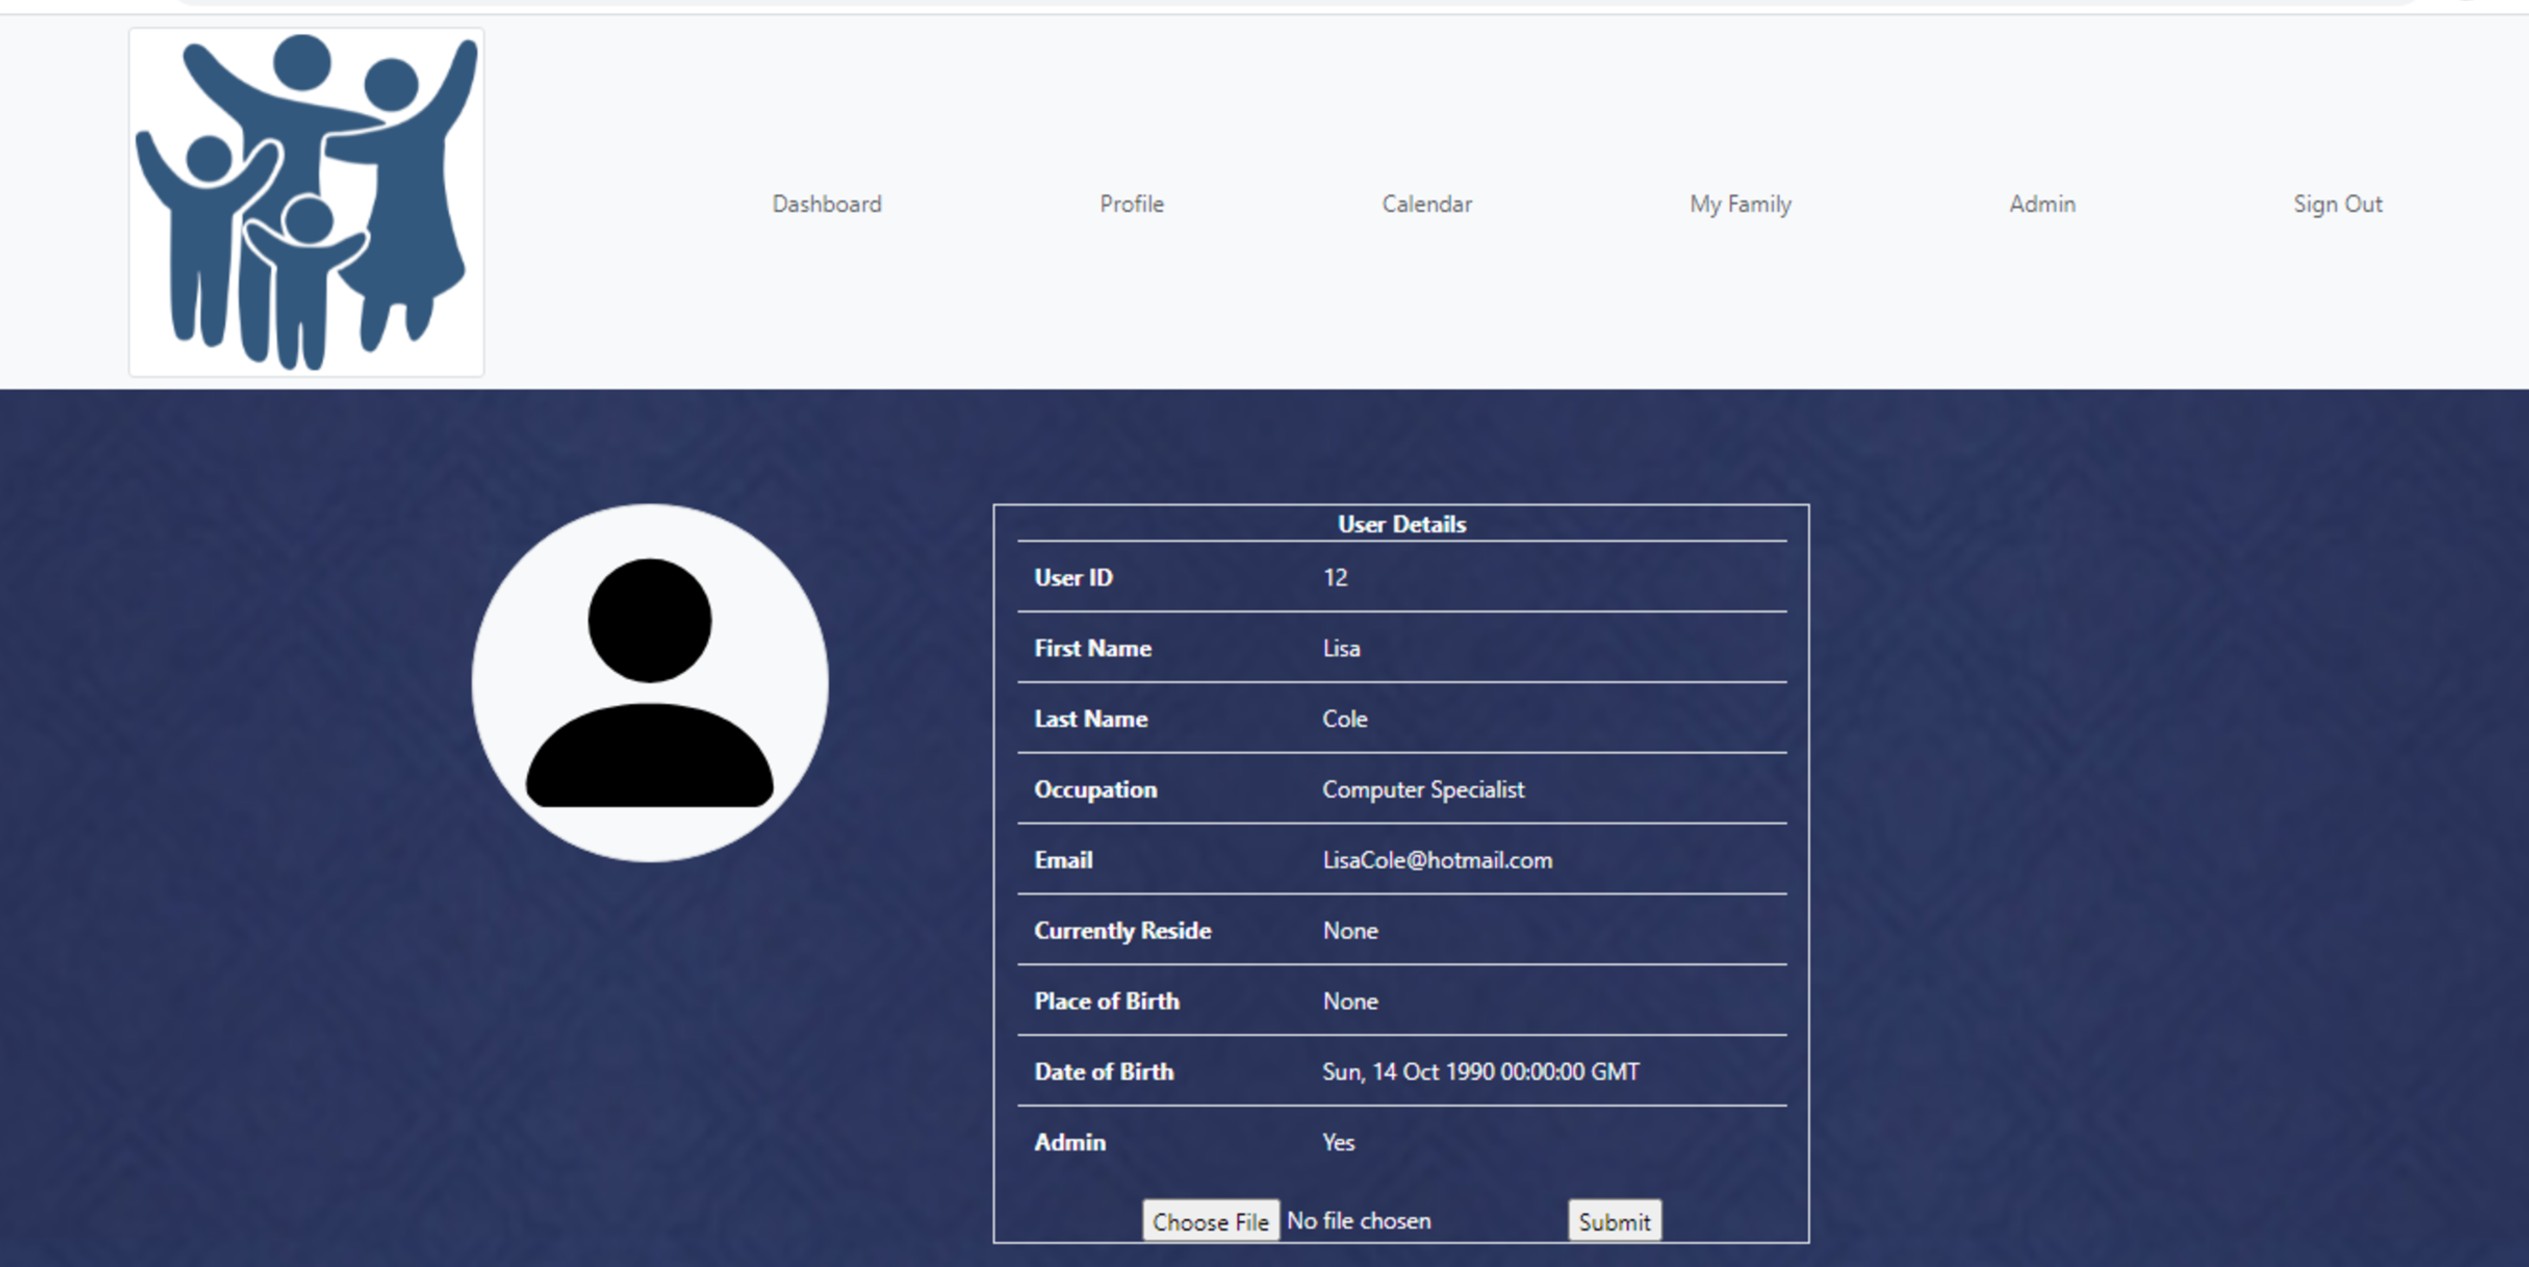 Dashboard Profile Calendar My Family Admin Sign Out
User Details
User ID 12
First Name Lisa
Last Name Cole
Occupation Computer Specialist
Email LisaCole@hotmail.com
Currently Reside None
Place of Birth None
Date of Birth Sun, 14 Oct 1990 00:00:00 GMT
Admin Yes
Choose File No file chosen Submit